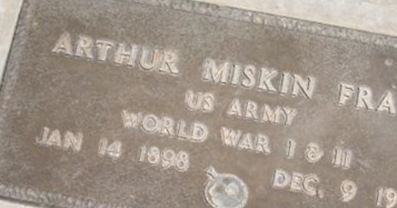 ARTHUR MISKIN FRA
US ARMY
WORLD WAR I & II
JAN 14 1898 DEC 9 19